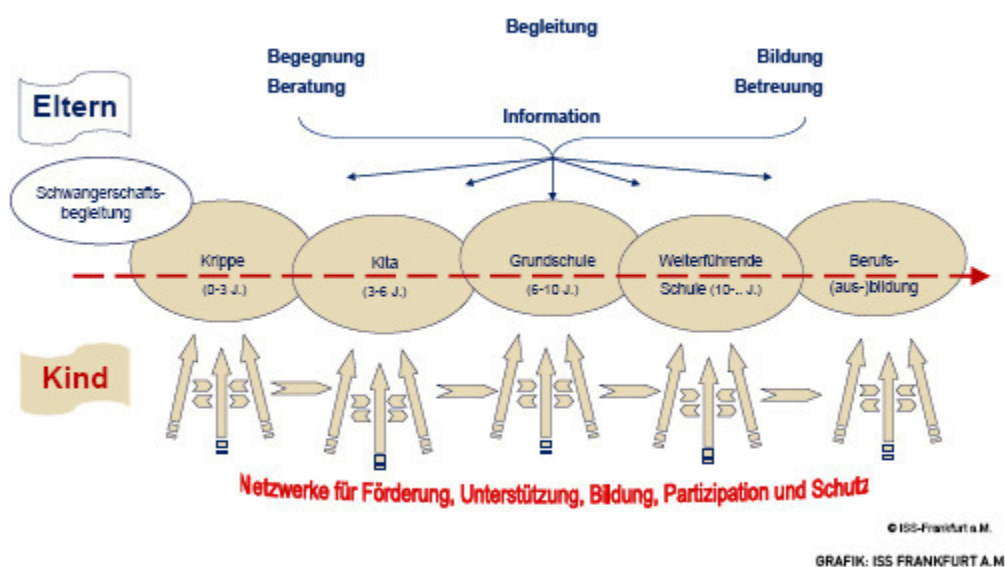 Begleitung
Begegnung
Bildung
Beratung
Betreuung
Information
Eltern
Schwangerschafts-
begleitung
Krippe
(0-3 J.)
Kita
(3-6 J.)
Grundschule
(6-10 J.)
Weiterführende
Schule (10-.. J.)
Berufs-
(aus-)bildung
Kind
Netzwerke für Förderung, Unterstützung, Bildung, Partizipation und Schutz
© ISS-Frankfurt a.M.
GRAFIK: ISS FRANKFURT A.M